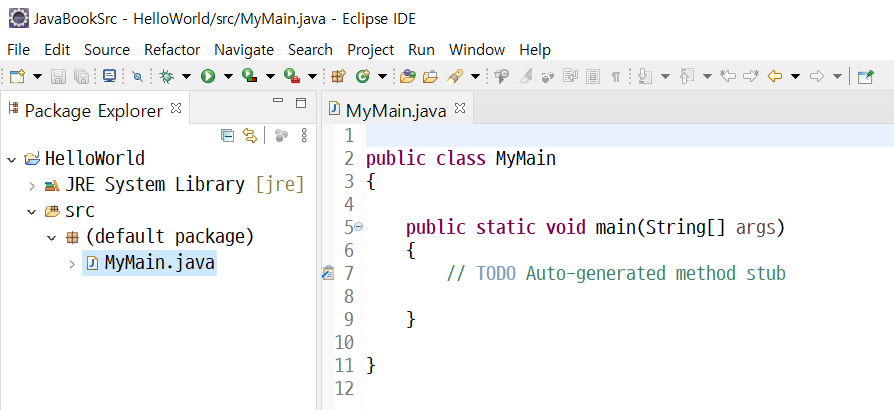 JavaBookSrc - HelloWorld/src/MyMain.java - Eclipse IDE
File Edit Source Refactor Navigate Search Project Run Window Help
Package Explorer
HelloWorld
JRE System Library [jre]
src
(default package)
MyMain.java
MyMain.java
1
2 public class MyMain
3 {
4
5 public static void main(String[] args)
6 {
7 // TODO Auto-generated method stub
8
9 }
10
11 }
12